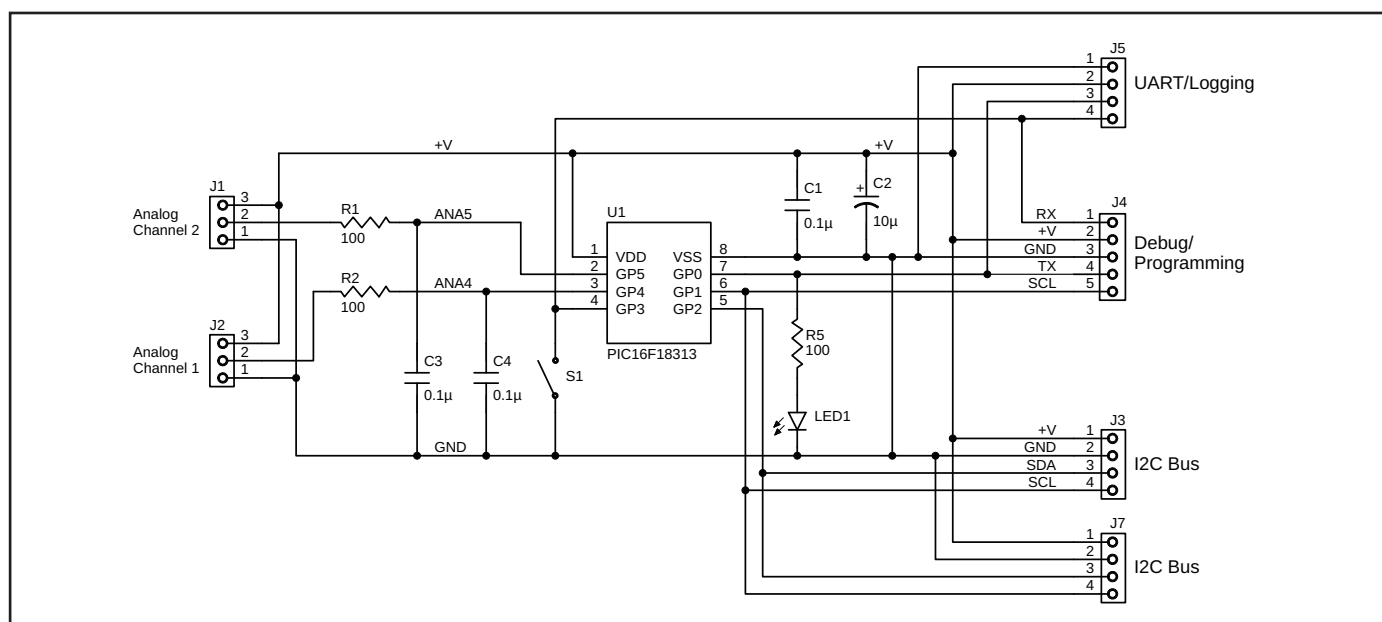 J5
1
2
3
4
UART/Logging
+V
+V
J1
3
2
1
Analog
Channel 2
R1
100
ANA5
C1
0.1µ
+
C2
10µ
U1
1 VDD
2 GP5
3 GP4
4 GP3
VSS 8
GP0 7
GP1 6
GP2 5
PIC16F18313
J4
RX 1
+V 2
GND 3
TX 4
SCL 5
Debug/
Programming
R2
100
ANA4
J2
3
2
1
Analog
Channel 1
C3
0.1µ
C4
0.1µ
S1
R5
100
LED1
GND
J3
+V 1
GND 2
SDA 3
SCL 4
I2C Bus
J7
1
2
3
4
I2C Bus